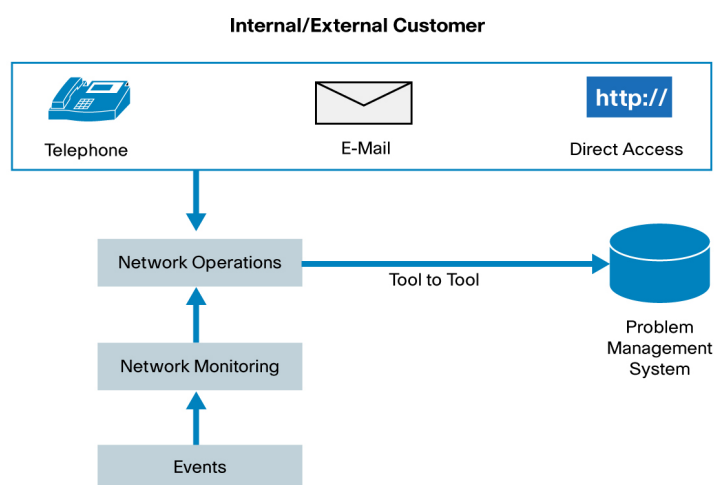 Internal/External Customer
http://
Telephone
E-Mail
Direct Access
Network Operations
Tool to Tool
Problem
Management
System
Network Monitoring
Events